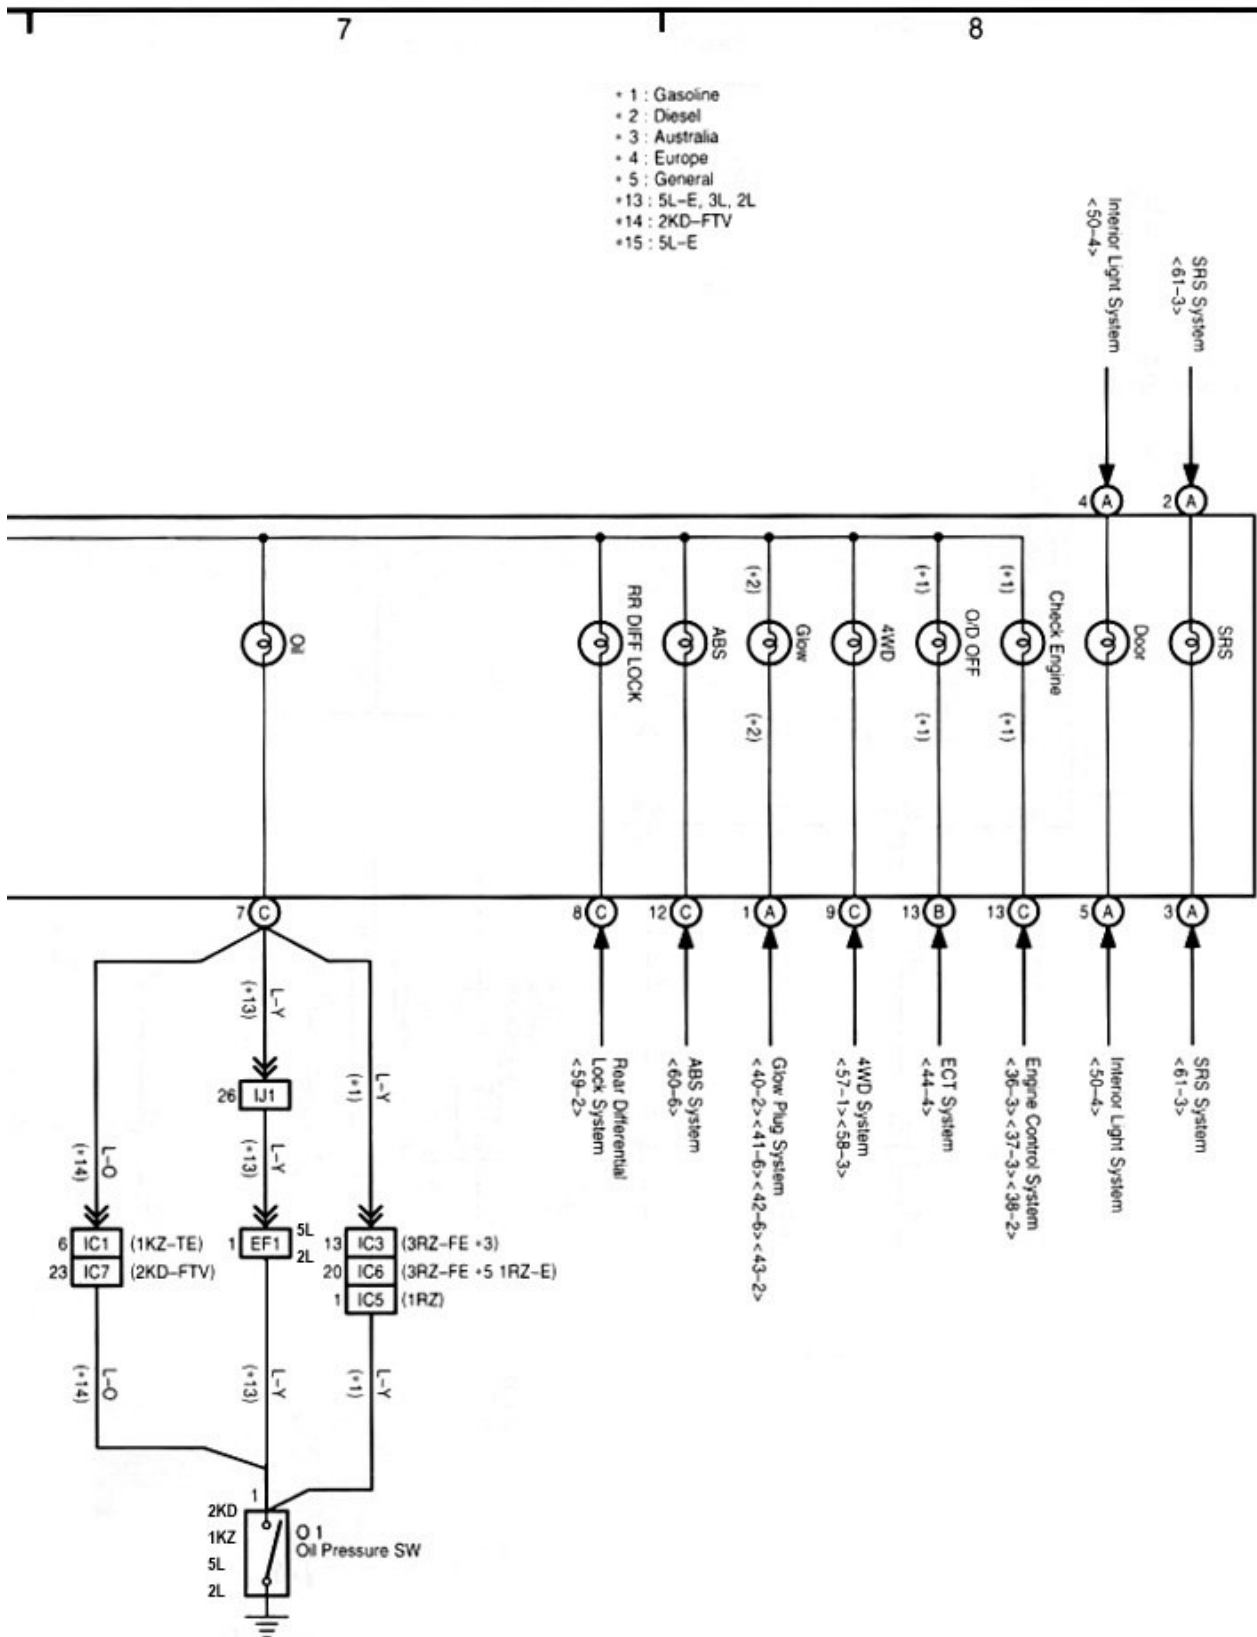 7
8
* 1 : Gasoline
* 2 : Diesel
* 3 : Australia
* 4 : Europe
* 5 : General
*13 : 5L-E, 3L, 2L
*14 : 2KD-FTV
*15 : 5L-E
Interior Light System
<50-4>
SRS System
<61-3>
4 A
2 A
(*2)
(*1)
(*1)
Oil
RR DIFF LOCK
ABS
Glow
4WD
O/D OFF
Check Engine
Door
SRS
(*2)
(*1)
(*1)
7 C
8 C
12 C
1 A
9 C
13 B
13 C
5 A
3 A
Rear Differential
Lock System
<59-2>
ABS System
<60-6>
Glow Plug System
<40-2><41-6><42-6><43-2>
4WD System
<57-1><58-3>
ECT System
<44-4>
Engine Control System
<36-3><37-3><38-2>
Interior Light System
<50-4>
SRS System
<61-3>
L-Y
(*13)
26 IJ1
L-Y
(*1)
L-O
(*14)
L-Y
(*13)
6 IC1 (1KZ-TE)
23 IC7 (2KD-FTV)
1 EF1 5L
2L
13 IC3 (3RZ-FE *3)
20 IC6 (3RZ-FE *5 1RZ-E)
1 IC5 (1RZ)
L-O
(*14)
L-Y
(*13)
L-Y
(*1)
1
2KD
1KZ
5L
2L
O 1
Oil Pressure SW